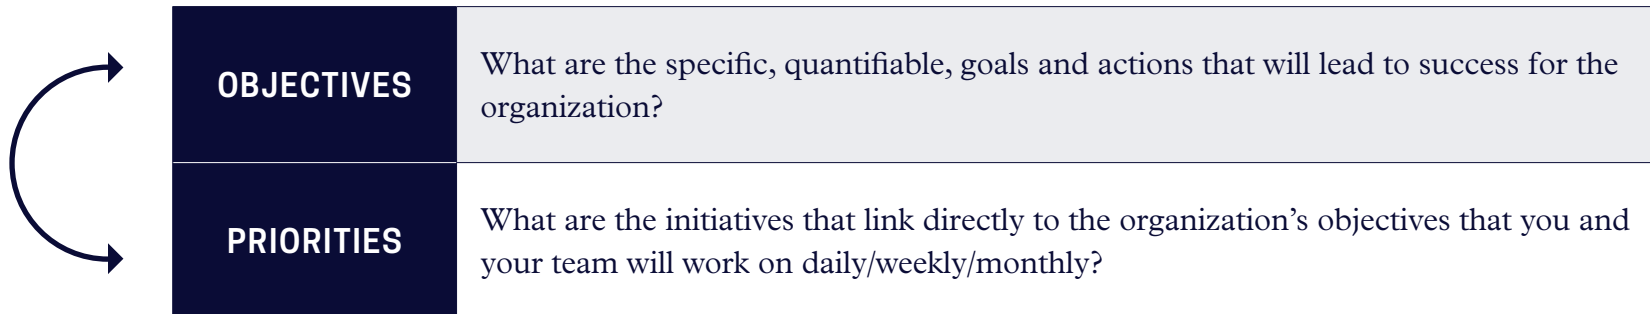 OBJECTIVES
What are the specific, quantifiable, goals and actions that will lead to success for the
organization?
PRIORITIES
What are the initiatives that link directly to the organization’s objectives that you and
your team will work on daily/weekly/monthly?